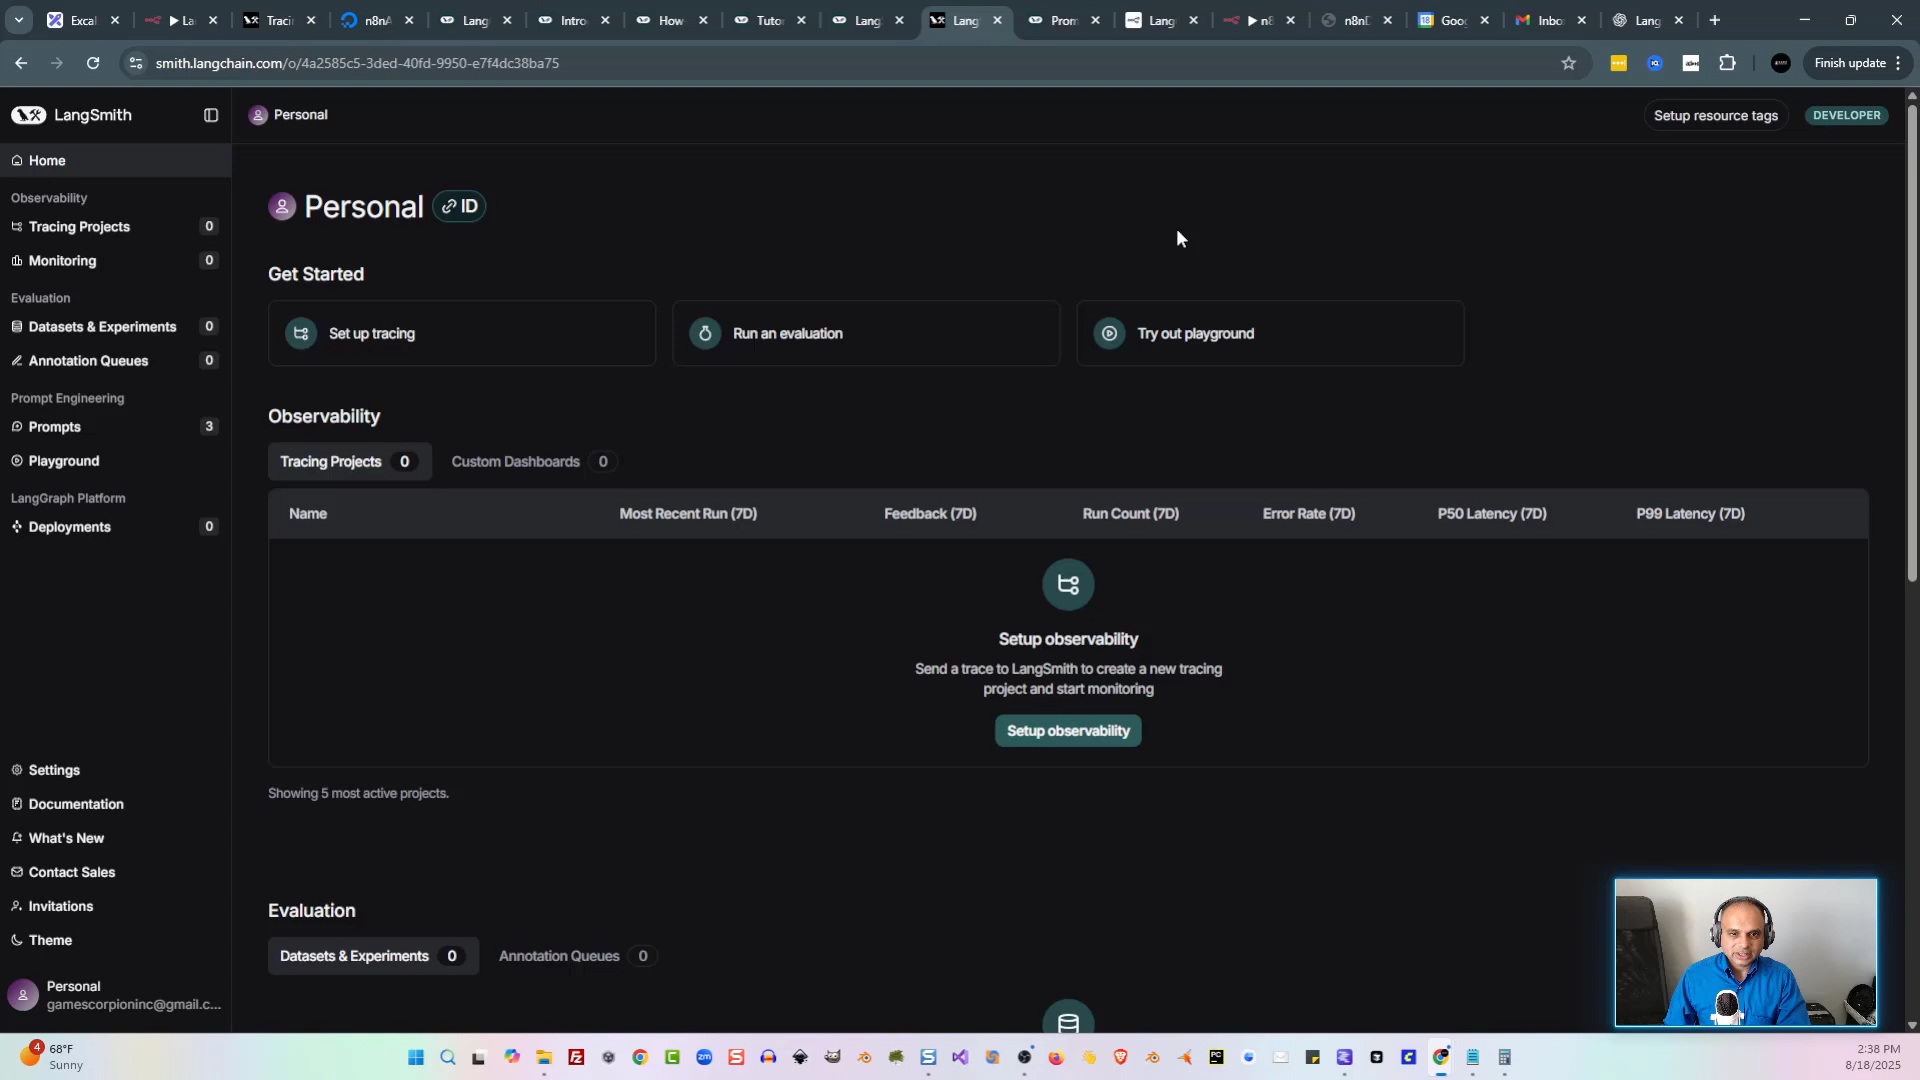 Excal
La
Tracin
n8nA
Lang
Intro
How
Tutor
Lang
Lang
Prom
Lang
n8
n8nD
Goog
Inbo
Lang
smith.langchain.com/o/4a2585c5-3ded-40fd-9950-e7f4dc38ba75
Finish update
LangSmith
Personal
Setup resource tags
DEVELOPER
Home
Observability
Tracing Projects 0
Monitoring 0
Evaluation
Datasets & Experiments 0
Annotation Queues 0
Prompt Engineering
Prompts 3
Playground
LangGraph Platform
Deployments 0
Settings
Documentation
What's New
Contact Sales
Invitations
Theme
Personal
gamescorpioninc@gmail.c...
Personal ID
Get Started
Set up tracing
Run an evaluation
Try out playground
Observability
Tracing Projects 0
Custom Dashboards 0
Name Most Recent Run (7D) Feedback (7D) Run Count (7D) Error Rate (7D) P50 Latency (7D) P99 Latency (7D)
Setup observability
Send a trace to LangSmith to create a new tracing
project and start monitoring
Setup observability
Showing 5 most active projects.
Evaluation
Datasets & Experiments 0
Annotation Queues 0
4
68°F
Sunny
2:38 PM
8/18/2025